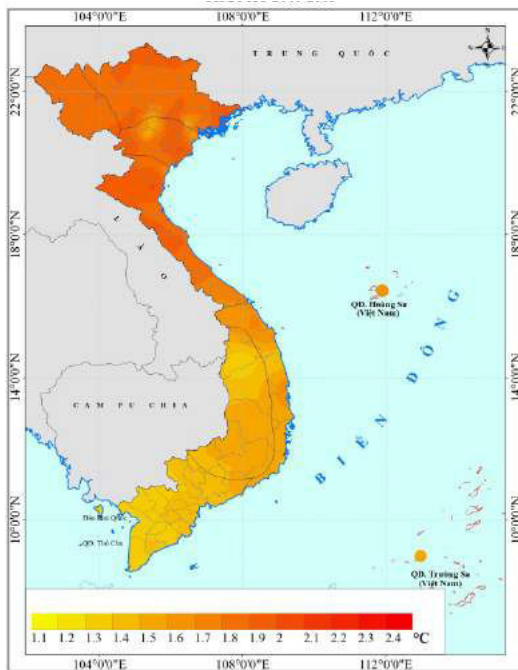 104°0'0"E 108°0'0"E 112°0'0"E
TRUNG QUỐC
22°0'0"N 22°0'0"N
18°0'0"N 18°0'0"N
LÀO
QĐ. Hoàng Sa
(Việt Nam)
14°0'0"N 14°0'0"N
CAM PU CHIA
BIỂN ĐÔNG
10°0'0"N 10°0'0"N
Đảo Phú Quốc
QĐ. Thổ Chu
QĐ. Trường Sa
(Việt Nam)
1.1 1.2 1.3 1.4 1.5 1.6 1.7 1.8 1.9 2 2.1 2.2 2.3 2.4 °C
104°0'0"E 108°0'0"E 112°0'0"E